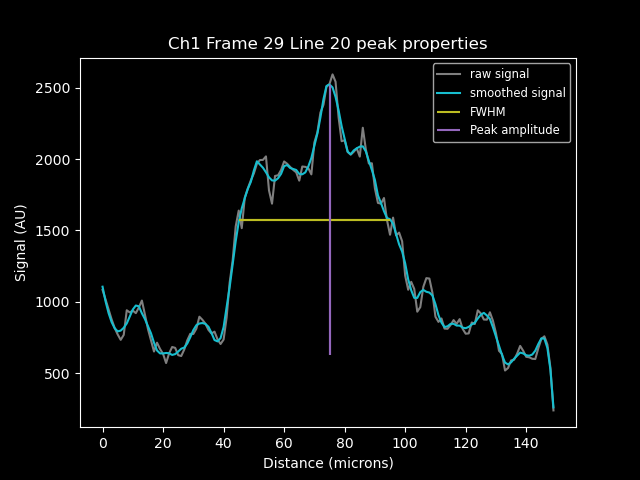 Ch1 Frame 29 Line 20 peak properties
raw signal
smoothed signal
FWHM
Peak amplitude
Signal (AU)
2500
2000
1500
1000
500
0 20 40 60 80 100 120 140
Distance (microns)